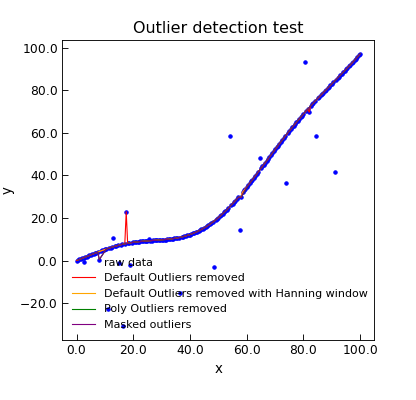 Outlier detection test
100.0
80.0
60.0
40.0
20.0
0.0
−20.0
y
raw data
Default Outliers removed
Default Outliers removed with Hanning window
Poly Outliers removed
Masked outliers
0.0 20.0 40.0 60.0 80.0 100.0
x